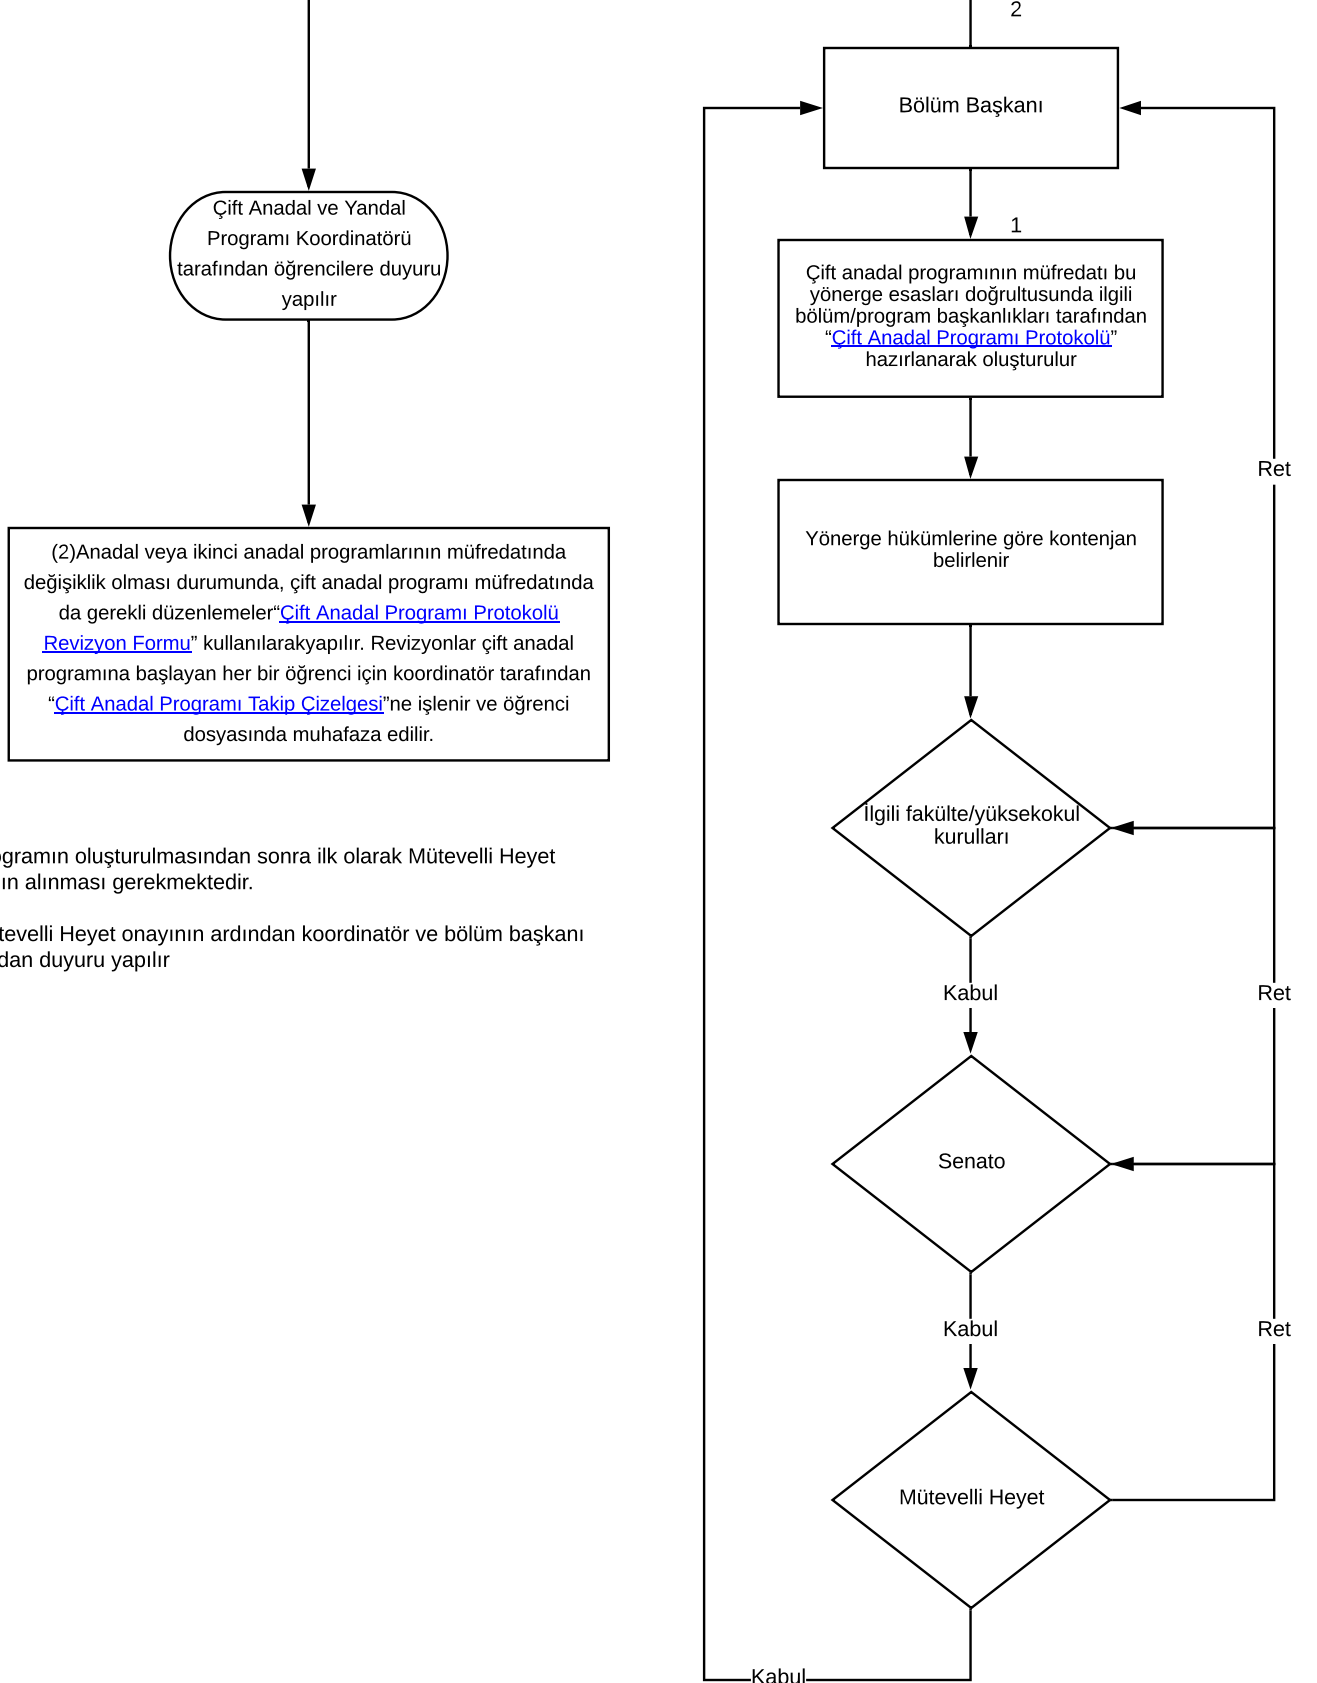 Çift Anadal ve Yandal
Programı Koordinatörü
tarafından öğrencilere duyuru
yapılır
(2)Anadal veya ikinci anadal programlarının müfredatında
değişiklik olması durumunda, çift anadal programı müfredatında
da gerekli düzenlemeler“Çift Anadal Programı Protokolü
Revizyon Formu” kullanılarakyapılır. Revizyonlar çift anadal
programına başlayan her bir öğrenci için koordinatör tarafından
“Çift Anadal Programı Takip Çizelgesi”ne işlenir ve öğrenci
dosyasında muhafaza edilir.
oluşturulmasından sonra ilk olarak Mütevelli Heyet
alınması gerekmektedir.
Heyet onayının ardından koordinatör ve bölüm başkanı
duyuru yapılır
2
Bölüm Başkanı
1
Çift anadal programının müfredatı bu
yönerge esasları doğrultusunda ilgili
bölüm/program başkanlıkları tarafından
“Çift Anadal Programı Protokolü”
hazırlanarak oluşturulur
Ret
Yönerge hükümlerine göre kontenjan
belirlenir
İlgili fakülte/yüksekokul
kurulları
Kabul
Ret
Senato
Kabul
Ret
Mütevelli Heyet
Kabul